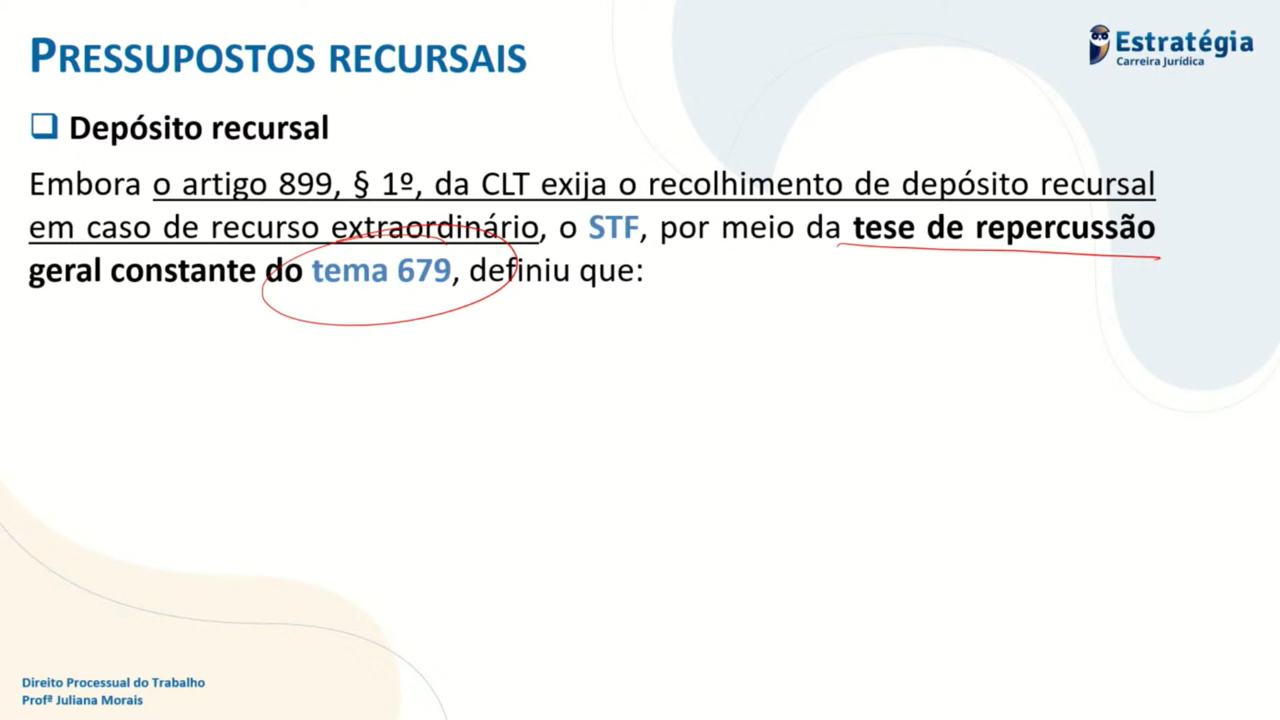 PRESSUPOSTOS RECURSAIS
Estratégia
Carreira Jurídica
Depósito recursal
Embora o artigo 899, § 1º, da CLT exija o recolhimento de depósito recursal
em caso de recurso extraordinário, o STF, por meio da tese de repercussão
geral constante do tema 679, definiu que:
Direito Processual do Trabalho
Profª Juliana Morais